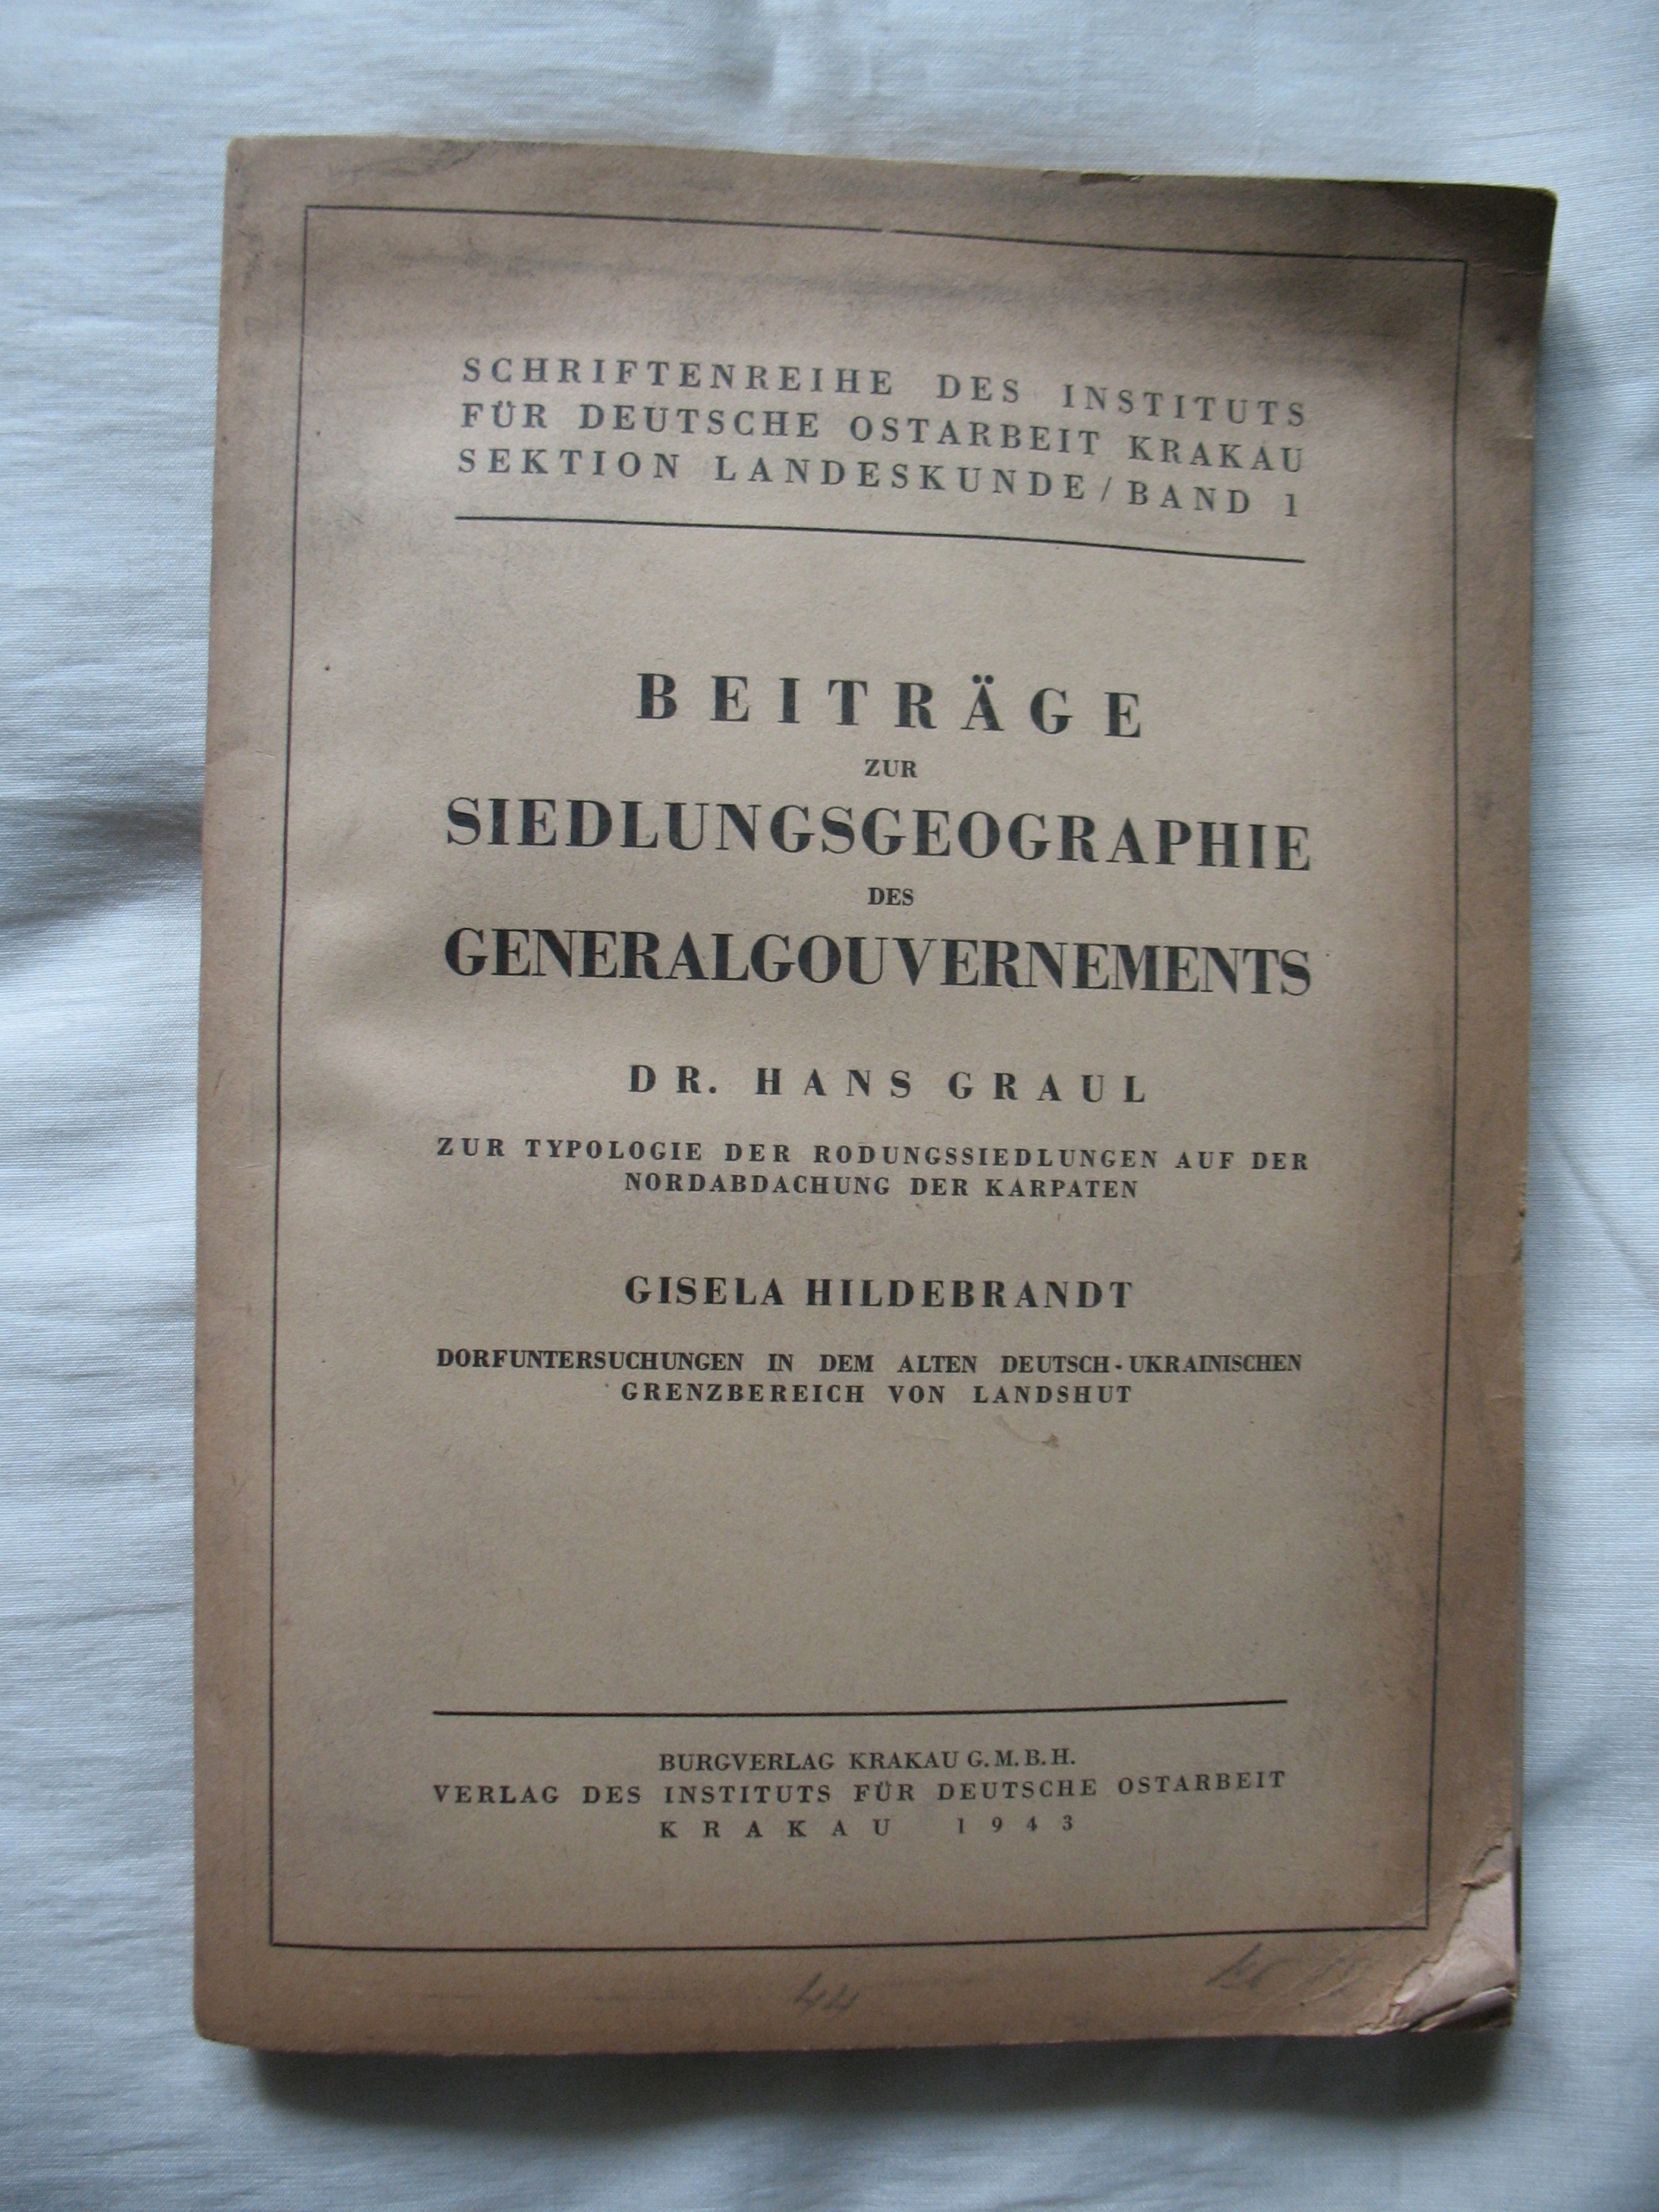 SCHRIFTENREIHE DES INSTITUTS
FÜR DEUTSCHE OSTARBEIT KRAKAU
SEKTION LANDESKUNDE/BAND 1
BEITRÄGE
ZUR
SIEDLUNGSGEOGRAPHIE
DES
GENERALGOUVERNEMENTS
DR. HANS GRAUL
ZUR TYPOLOGIE DER RODUNGSSIEDLUNGEN AUF DER
NORDABDACHUNG DER KARPATEN
GISELA HILDEBRANDT
DORFUNTERSUCHUNGEN IN DEM ALTEN DEUTSCH-UKRAINISCHEN
GRENZBEREICH VON LANDSHUT
BURGVERLAG KRAKAU G.M.B.H.
VERLAG DES INSTITUTS FÜR DEUTSCHE OSTARBEIT
KRAKAU 1943
44